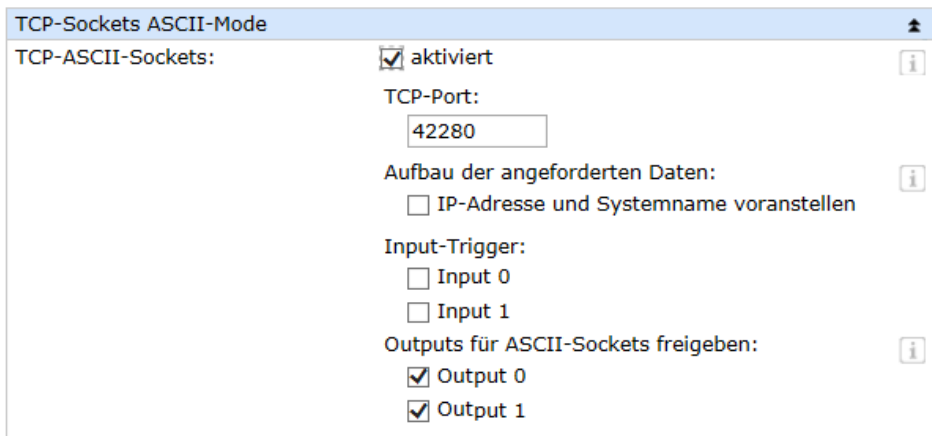 TCP-Sockets ASCII-Mode
TCP-ASCII-Sockets: aktiviert
TCP-Port:
42280
Aufbau der angeforderten Daten:
IP-Adresse und Systemname voranstellen
Input-Trigger:
Input 0
Input 1
Outputs für ASCII-Sockets freigeben:
Output 0
Output 1